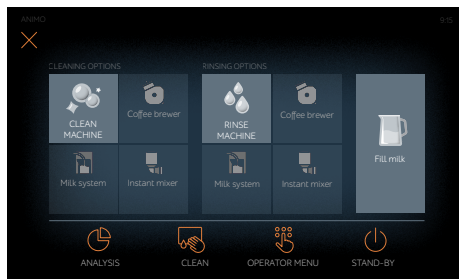 ANIMO
9:15
CLEANING OPTIONS
RINSING OPTIONS
CLEAN
MACHINE
Coffee brewer
RINSE
MACHINE
Coffee brewer
Fill milk
Milk system
Instant mixer
Milk system
Instant mixer
ANALYSIS
CLEAN
OPERATOR MENU
STAND-BY